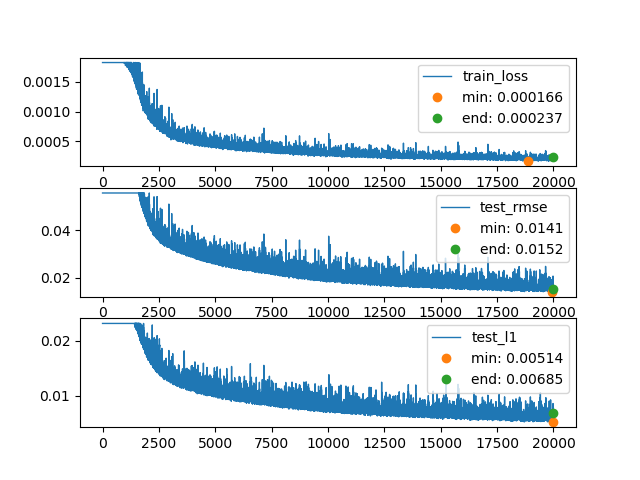 train_loss
min: 0.000166
end: 0.000237
0.0015
0.0010
0.0005
0 2500 5000 7500 10000 12500 15000 17500 20000
test_rmse
min: 0.0141
end: 0.0152
0.04
0.02
0 2500 5000 7500 10000 12500 15000 17500 20000
test_l1
min: 0.00514
end: 0.00685
0.02
0.01
0 2500 5000 7500 10000 12500 15000 17500 20000